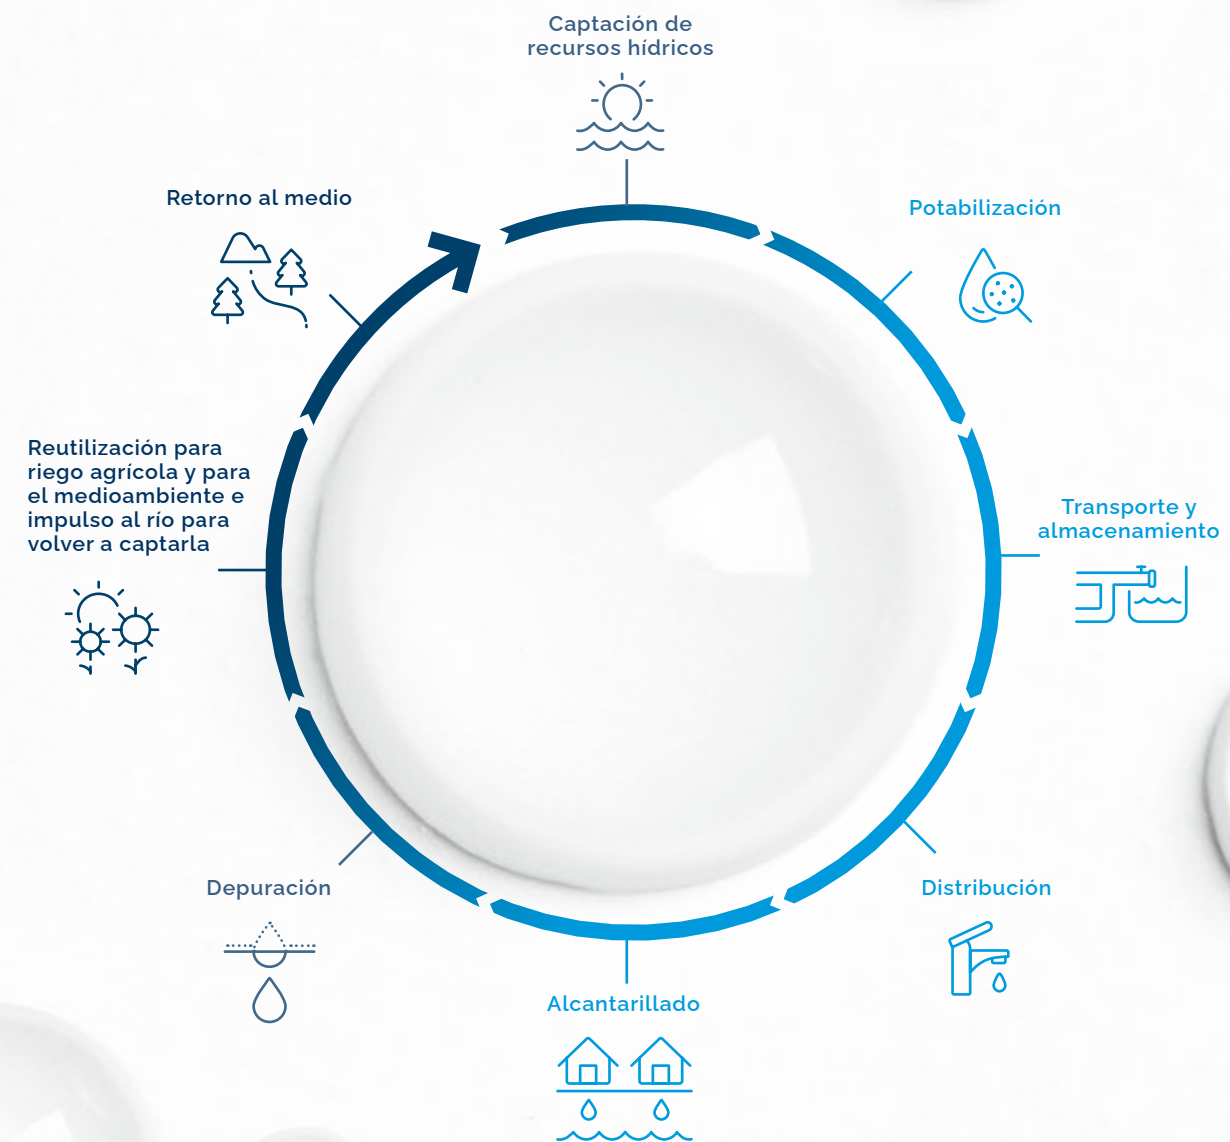 Captación de
recursos hídricos
Potabilización
Transporte y
almacenamiento
Distribución
Alcantarillado
Depuración
Reutilización para
riego agrícola y para
el medioambiente e
impulso al río para
volver a captarla
Retorno al medio